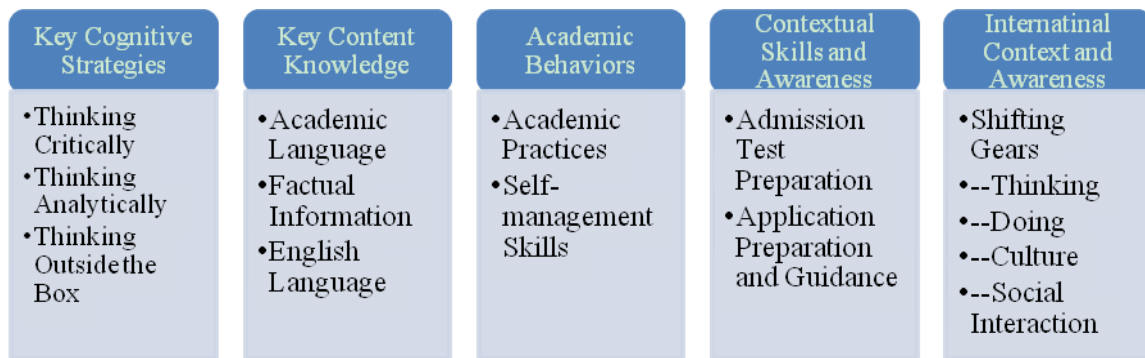 Key Cognitive
Strategies
•Thinking
Critically
•Thinking
Analytically
•Thinking
Outside the
Box
Key Content
Knowledge
•Academic
Language
•Factual
Information
•English
Language
Academic
Behaviors
•Academic
Practices
•Self-
management
Skills
Contextual
Skills and
Awareness
•Admission
Test
Preparation
•Application
Preparation
and Guidance
Internatinal
Context and
Awareness
•Shifting
Gears
•--Thinking
•--Doing
•--Culture
•--Social
Interaction